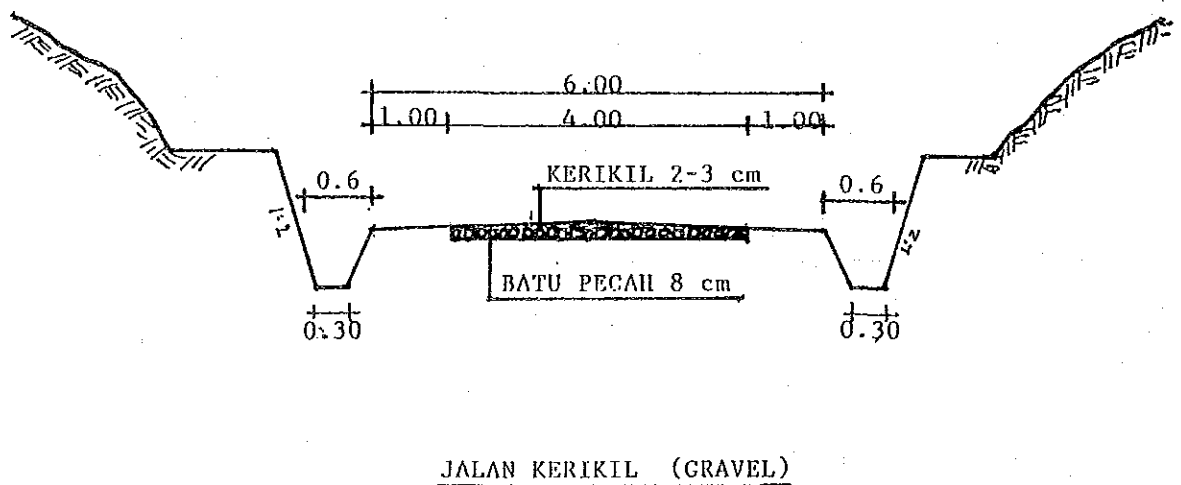 6.00
1.00 4.00 1.00
KERIKIL 2-3 cm
0.6 0.6
1:2 1:2
BATU PECAH 8 cm
0.30 0.30
JALAN KERIKIL (GRAVEL)